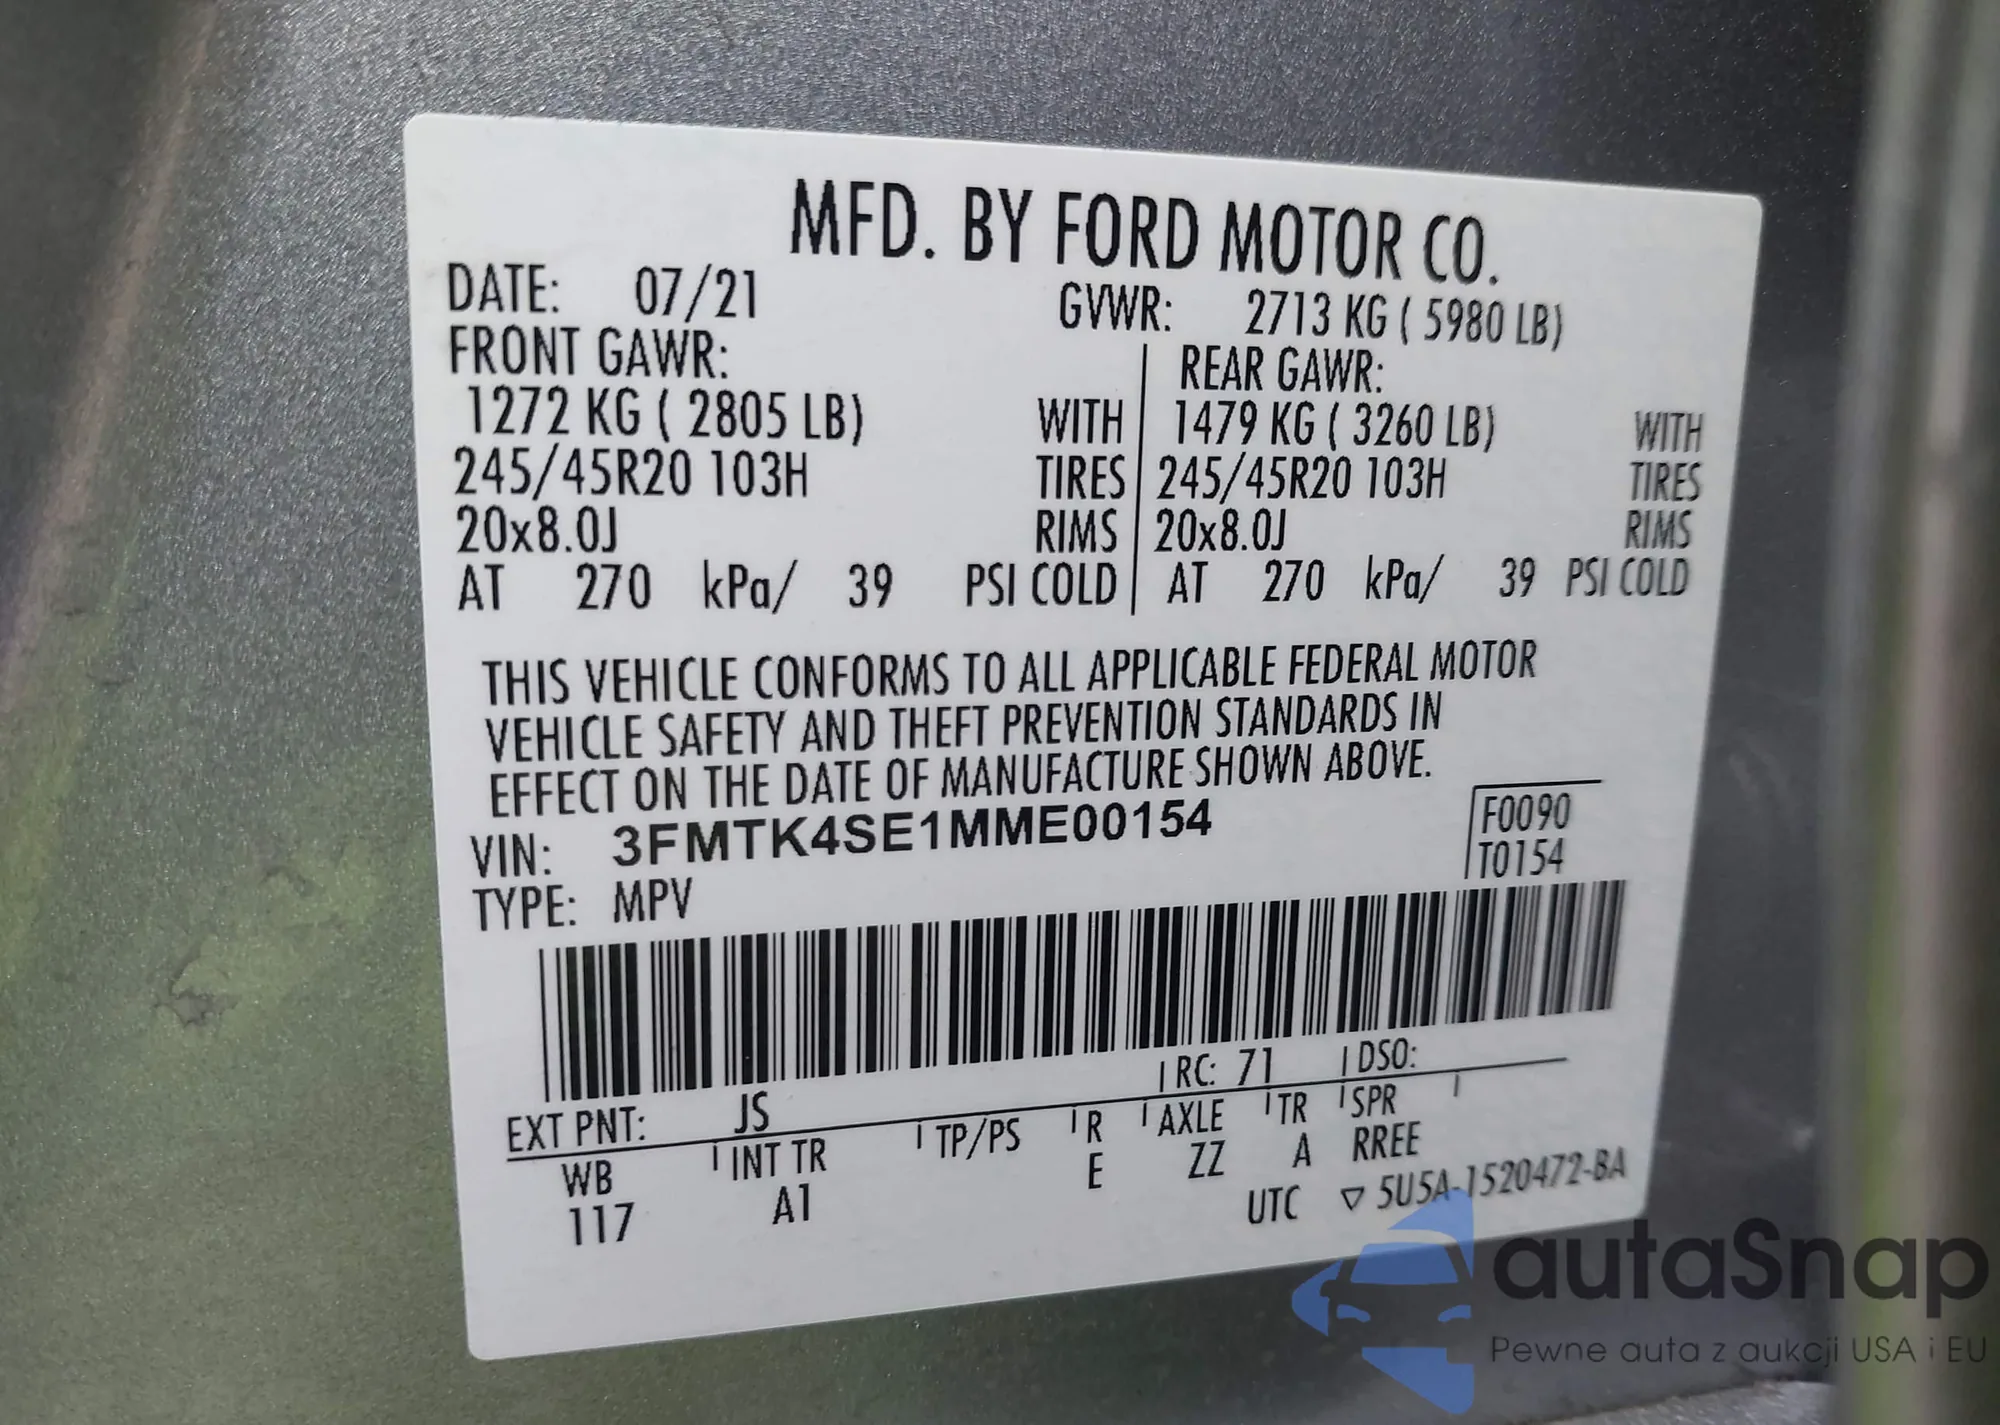 MFD. BY FORD MOTOR CO.
DATE: 07/21 GVWR: 2713 KG ( 5980 LB)
FRONT GAWR: REAR GAWR:
1272 KG ( 2805 LB) WITH 1479 KG ( 3260 LB) WITH
245/45R20 103H TIRES 245/45R20 103H TIRES
20x8.0J RIMS 20x8.0J RIMS
AT 270 kPa/ 39 PSI COLD AT 270 kPa/ 39 PSI COLD
THIS VEHICLE CONFORMS TO ALL APPLICABLE FEDERAL MOTOR
VEHICLE SAFETY AND THEFT PREVENTION STANDARDS IN
EFFECT ON THE DATE OF MANUFACTURE SHOWN ABOVE.
VIN: 3FMTK4SE1MME00154 F0090
TYPE: MPV T0154
EXT PNT: JS RC: 71 DSO:
WB INT TR TP/PS R AXLE TR SPR
117 A1 E ZZ A RREE
UTC ▽ 5U5A-1520472-BA
autaSnap
Pewne auta z aukcji USA i EU